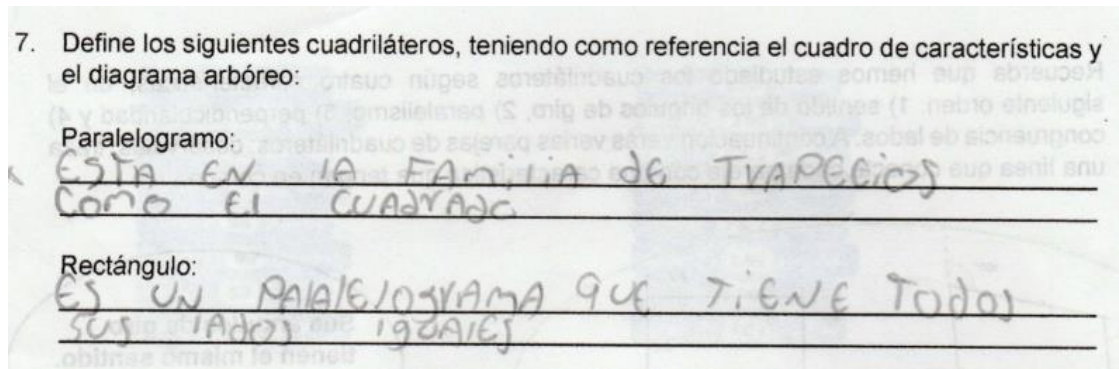 7. Define los siguientes cuadriláteros, teniendo como referencia el cuadro de características y
el diagrama arbóreo:
Paralelogramo:
ESTA EN lA FAMiliA dE TrAPECIOS
Como El CUAdrAdo
Rectángulo:
ES UN PAlAlElogrAmA qUE TiENE TodoS
SUS lAdos igUAlES